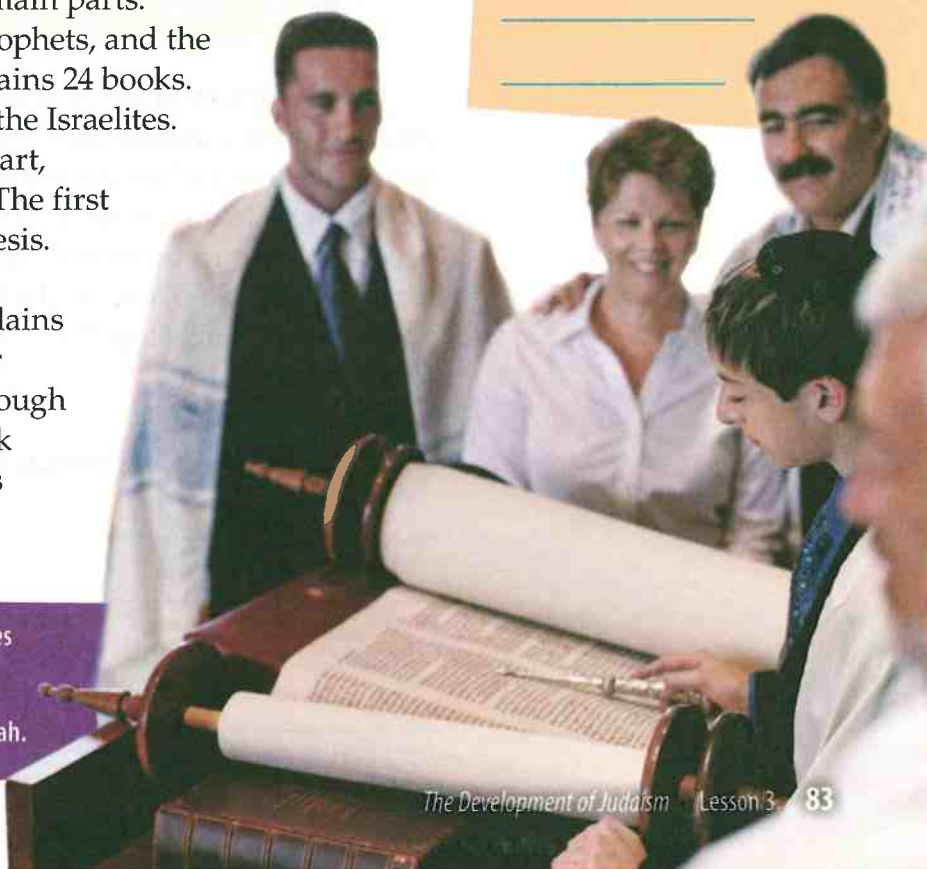 main parts.
ophets, and the
ains 24 books.
the Israelites.
art,
The first
esis.
lains
ough
k
s
es
ah.
The Development of Judaism Lesson 3 83